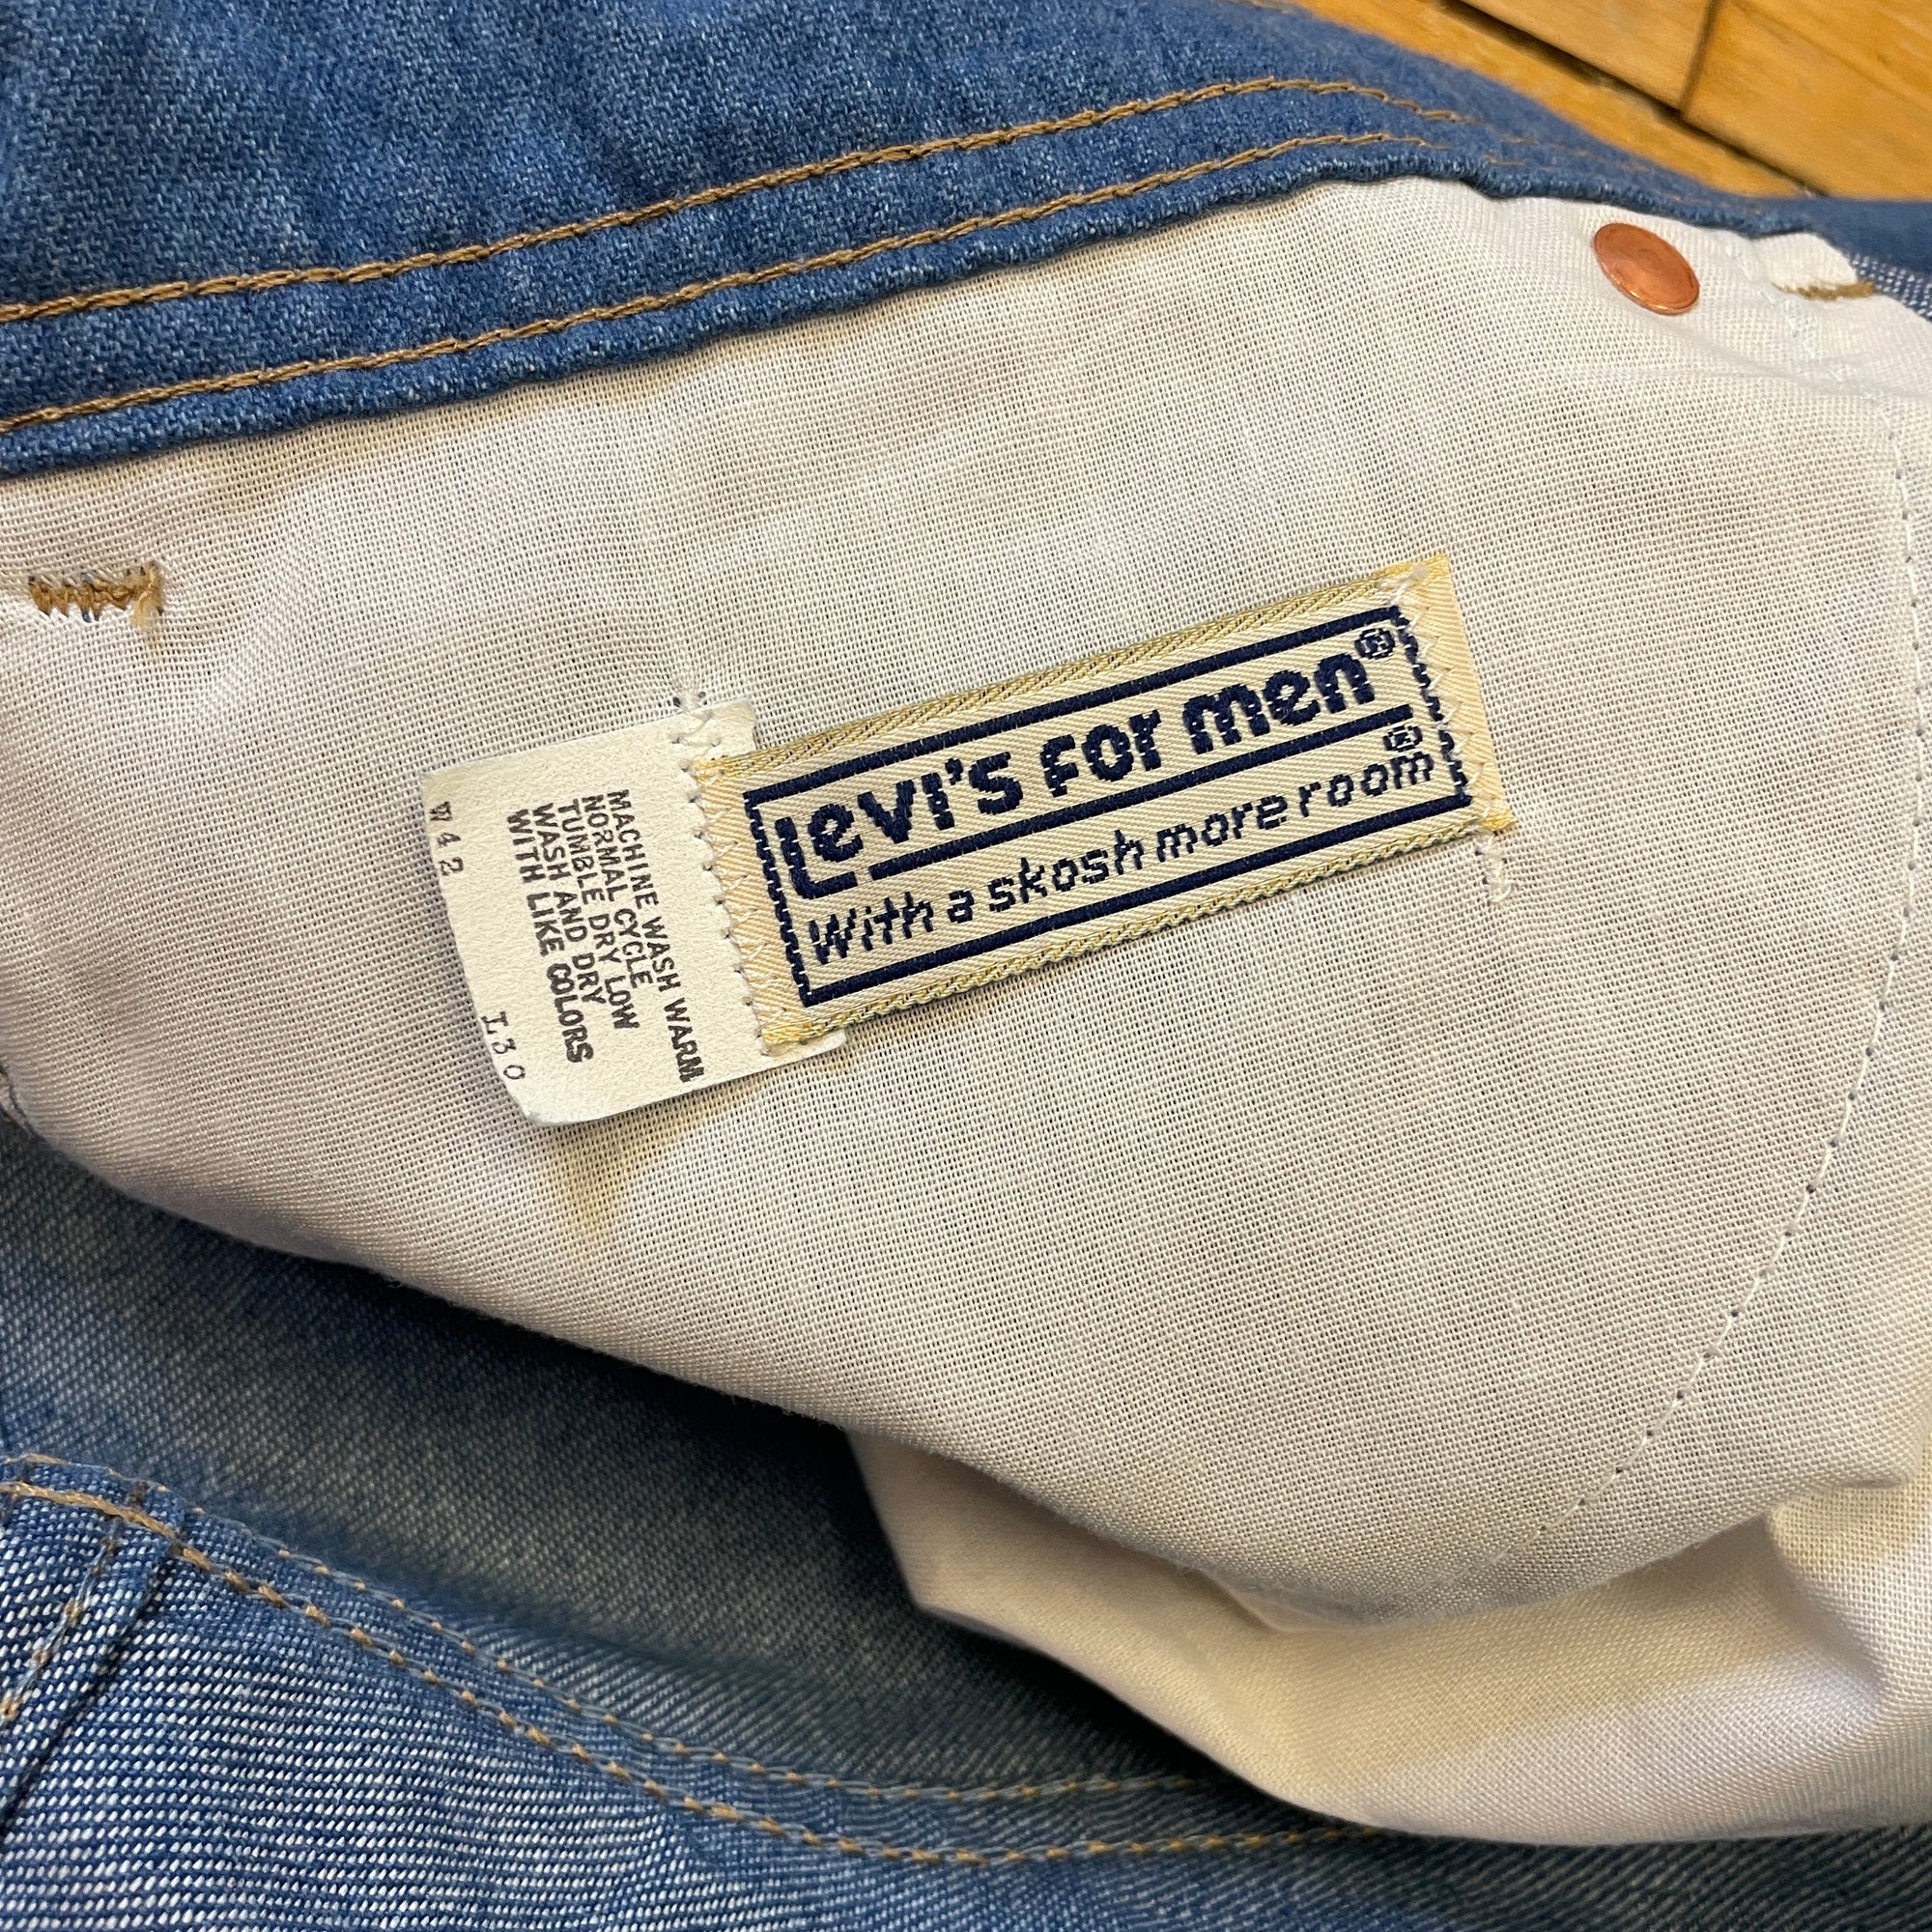 Levi's for men®
With a skosh more room®
MACHINE WASH WARM
NORMAL CYCLE
TUMBLE DRY LOW
WASH AND DRY
WITH LIKE COLORS
W42 L30